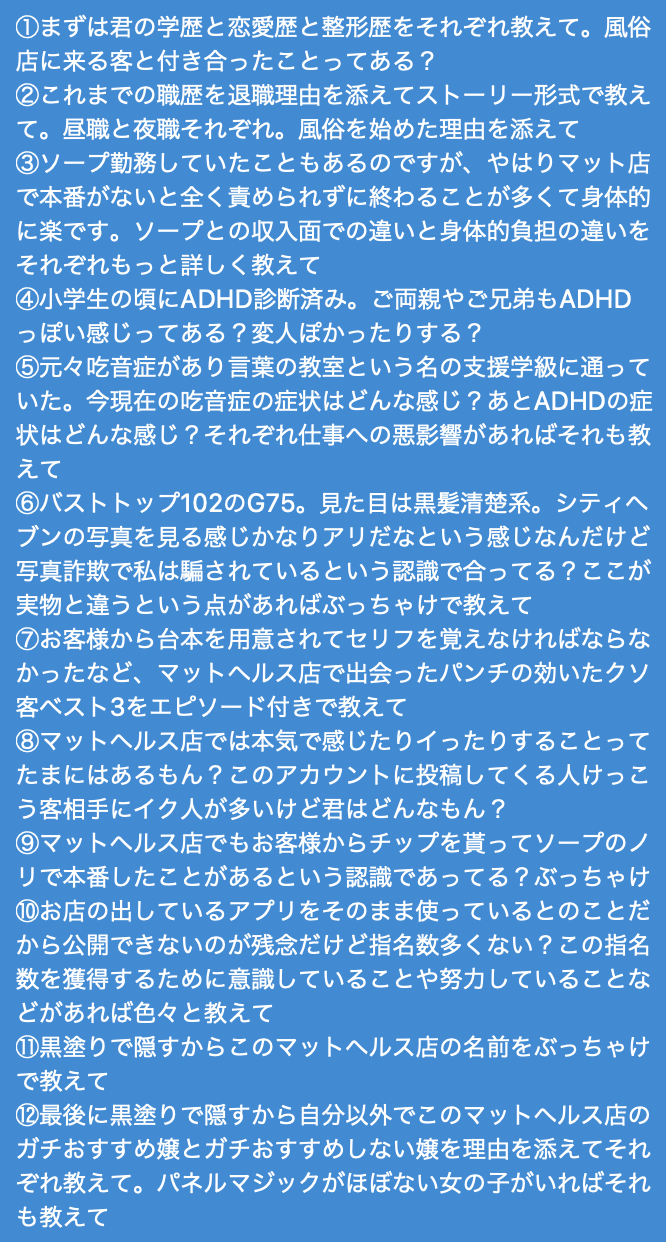 ①まずは君の学歴と恋愛歴と整形歴をそれぞれ教えて。風俗
店に来る客と付き合ったことってある？
②これまでの職歴を退職理由を添えてストーリー形式で教え
て。昼職と夜職それぞれ。風俗を始めた理由を添えて
③ソープ勤務していたこともあるのですが、やはりマット店
で本番がないと全く責められずに終わることが多くて身体的
に楽です。ソープとの収入面での違いと身体的負担の違いを
それぞれもっと詳しく教えて
④小学生の頃にADHD診断済み。ご両親やご兄弟もADHD
っぽい感じってある？変人ぽかったりする？
⑤元々吃音症があり言葉の教室という名の支援学級に通って
いた。今現在の吃音症の症状はどんな感じ？あとADHDの症
状はどんな感じ？それぞれ仕事への悪影響があればそれも教
えて
⑥バストトップ102のG75。見た目は黒髪清楚系。シティヘ
ブンの写真を見る感じかなりアリだなという感じなんだけど
写真詐欺で私は騙されているという認識で合ってる？ここが
実物と違うという点があればぶっちゃけで教えて
⑦お客様から台本を用意されてセリフを覚えなければならな
かったなど、マットヘルス店で出会ったパンチの効いたクソ
客ベスト3をエピソード付きで教えて
⑧マットヘルス店では本気で感じたりイったりすることって
たまにはあるもん？このアカウントに投稿してくる人けっこ
う客相手にイク人が多いけど君はどんなもん？
⑨マットヘルス店でもお客様からチップを貰ってソープのノ
リで本番したことがあるという認識であってる？ぶっちゃけ
⑩お店の出しているアプリをそのまま使っているとのことだ
から公開できないのが残念だけど指名数多くない？この指名
数を獲得するために意識していることや努力していることな
どがあれば色々と教えて
⑪黒塗りで隠すからこのマットヘルス店の名前をぶっちゃけ
で教えて
⑫最後に黒塗りで隠すから自分以外でこのマットヘルス店の
ガチおすすめ嬢とガチおすすめしない嬢を理由を添えてそれ
ぞれ教えて。パネルマジックがほぼない女の子がいればそれ
も教えて